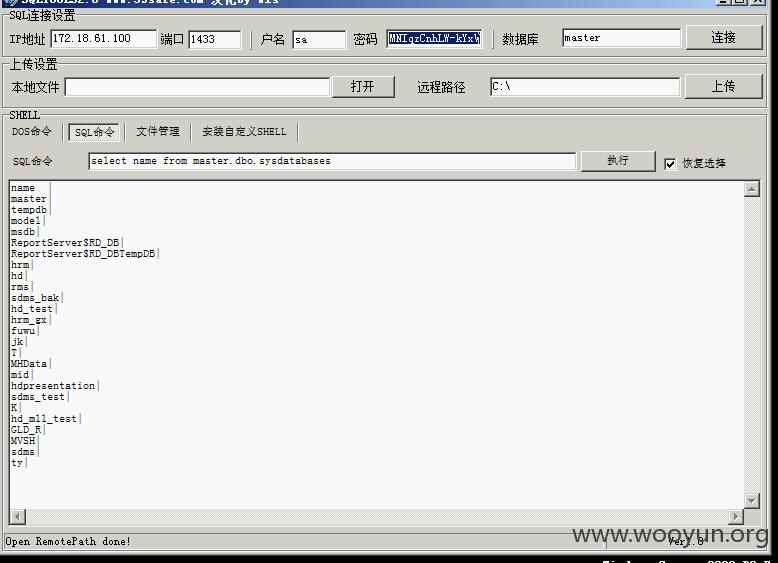 SQL连接设置
IP地址 172.18.61.100 端口 1433 户名 sa 密码 数据库 master 连接
上传设置
本地文件 打开 远程路径 C:\ 上传
SHELL
DOS命令 SQL命令 文件管理 安装自定义SHELL
SQL命令 select name from master.dbo.sysdatabases 执行 恢复选择
name |
master|
tempdb|
model|
msdb|
ReportServer$RD_DB|
ReportServer$RD_DBTempDB|
hrm|
hd|
rms|
sdms_bak|
hd_test|
hrm_gx|
fuwu|
jk|
T|
MHData|
mid|
hdpresentation|
sdms_test|
K|
hd_mll_test|
GLD_R|
MVSH|
sdms|
ty|
Open RemotePath done!
www.wooyun.org